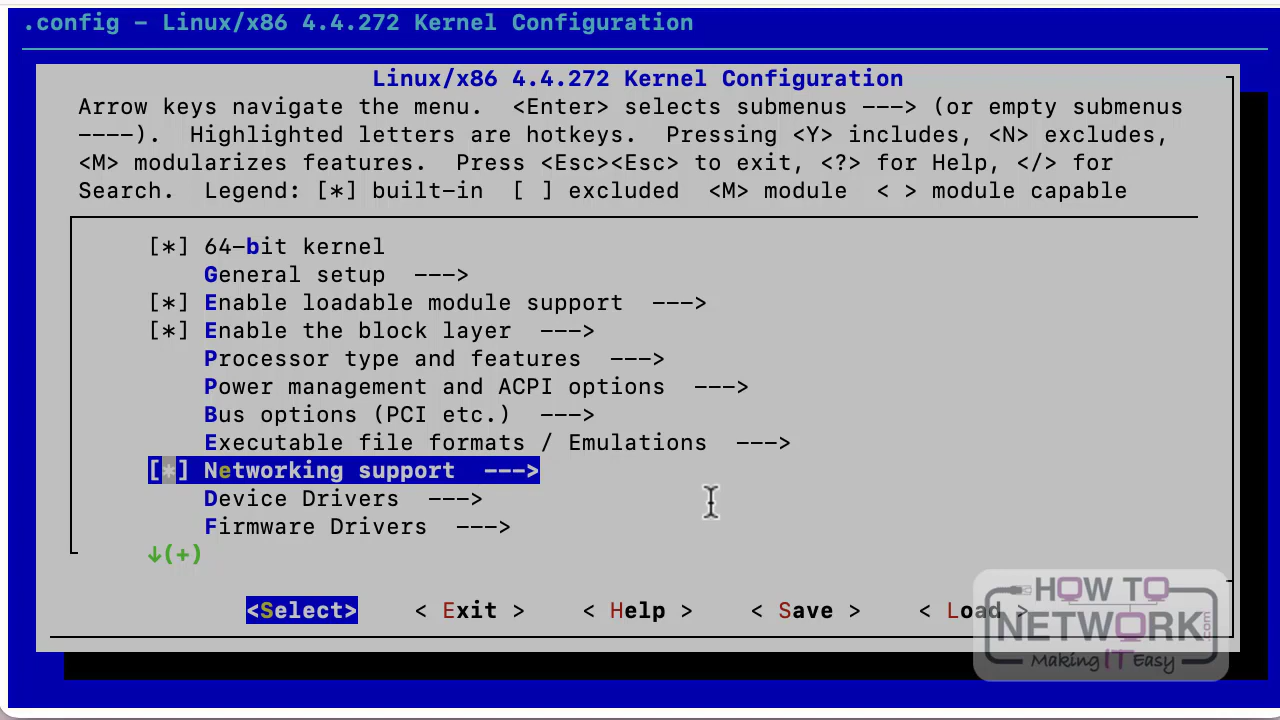 .config - Linux/x86 4.4.272 Kernel Configuration
Linux/x86 4.4.272 Kernel Configuration
Arrow keys navigate the menu.  <Enter> selects submenus ---> (or empty submenus
----).  Highlighted letters are hotkeys.  Pressing <Y> includes, <N> excludes,
<M> modularizes features.  Press <Esc><Esc> to exit, <?> for Help, </> for
Search.  Legend: [*] built-in  [ ] excluded  <M> module  < > module capable
[*] 64-bit kernel
General setup  --->
[*] Enable loadable module support  --->
[*] Enable the block layer  --->
Processor type and features  --->
Power management and ACPI options  --->
Bus options (PCI etc.)  --->
Executable file formats / Emulations  --->
[*] Networking support  --->
Device Drivers  --->
Firmware Drivers  --->
↓(+)
<Select>    < Exit >    < Help >    < Save >    < Load >
HOW TO
NETWORK.com
Making IT Easy